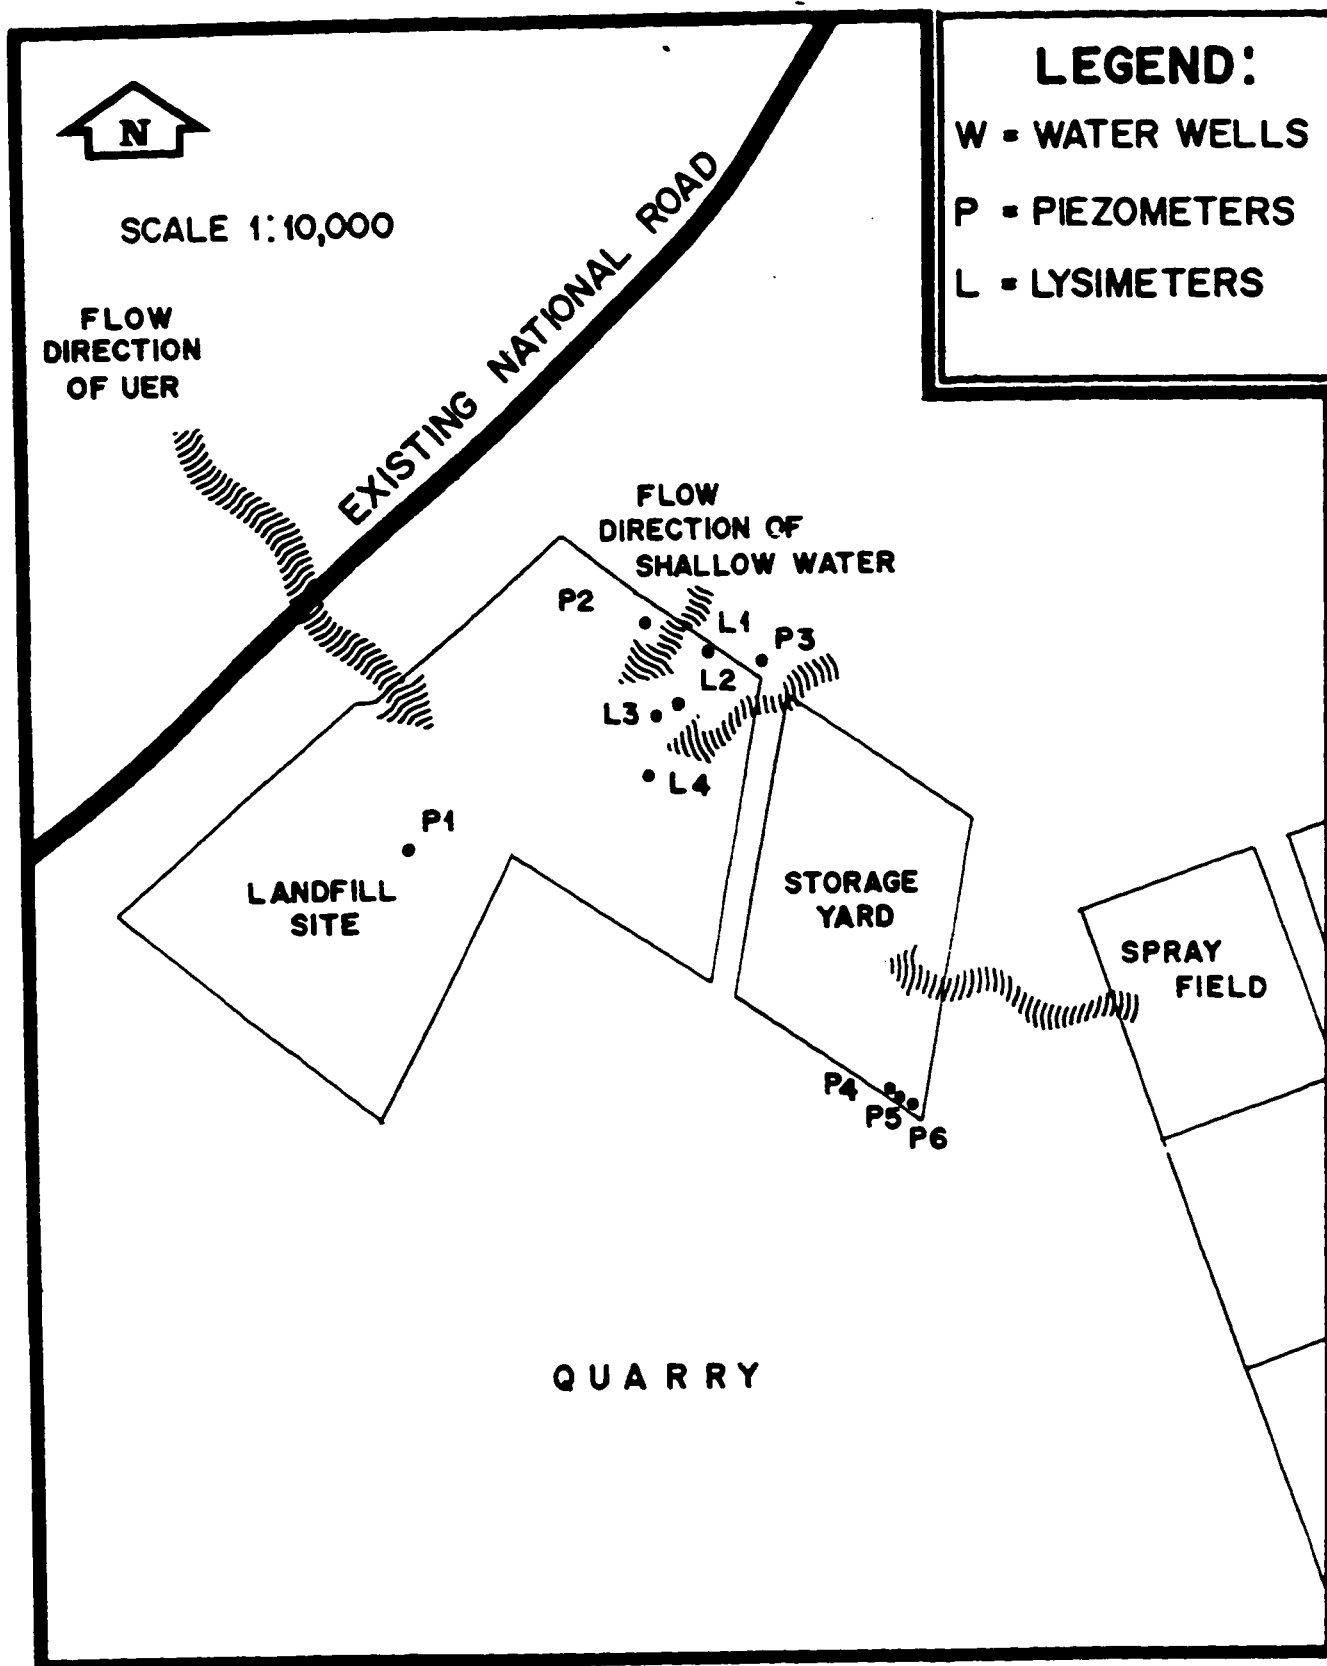 LEGEND:
W = WATER WELLS
P = PIEZOMETERS
L = LYSIMETERS
N
SCALE 1:10,000
EXISTING NATIONAL ROAD
FLOW
DIRECTION
OF UER
FLOW
DIRECTION OF
SHALLOW WATER
P2
L1
P3
L2
L3
L4
P1
LANDFILL
SITE
STORAGE
YARD
SPRAY
FIELD
P4
P5
P6
QUARRY